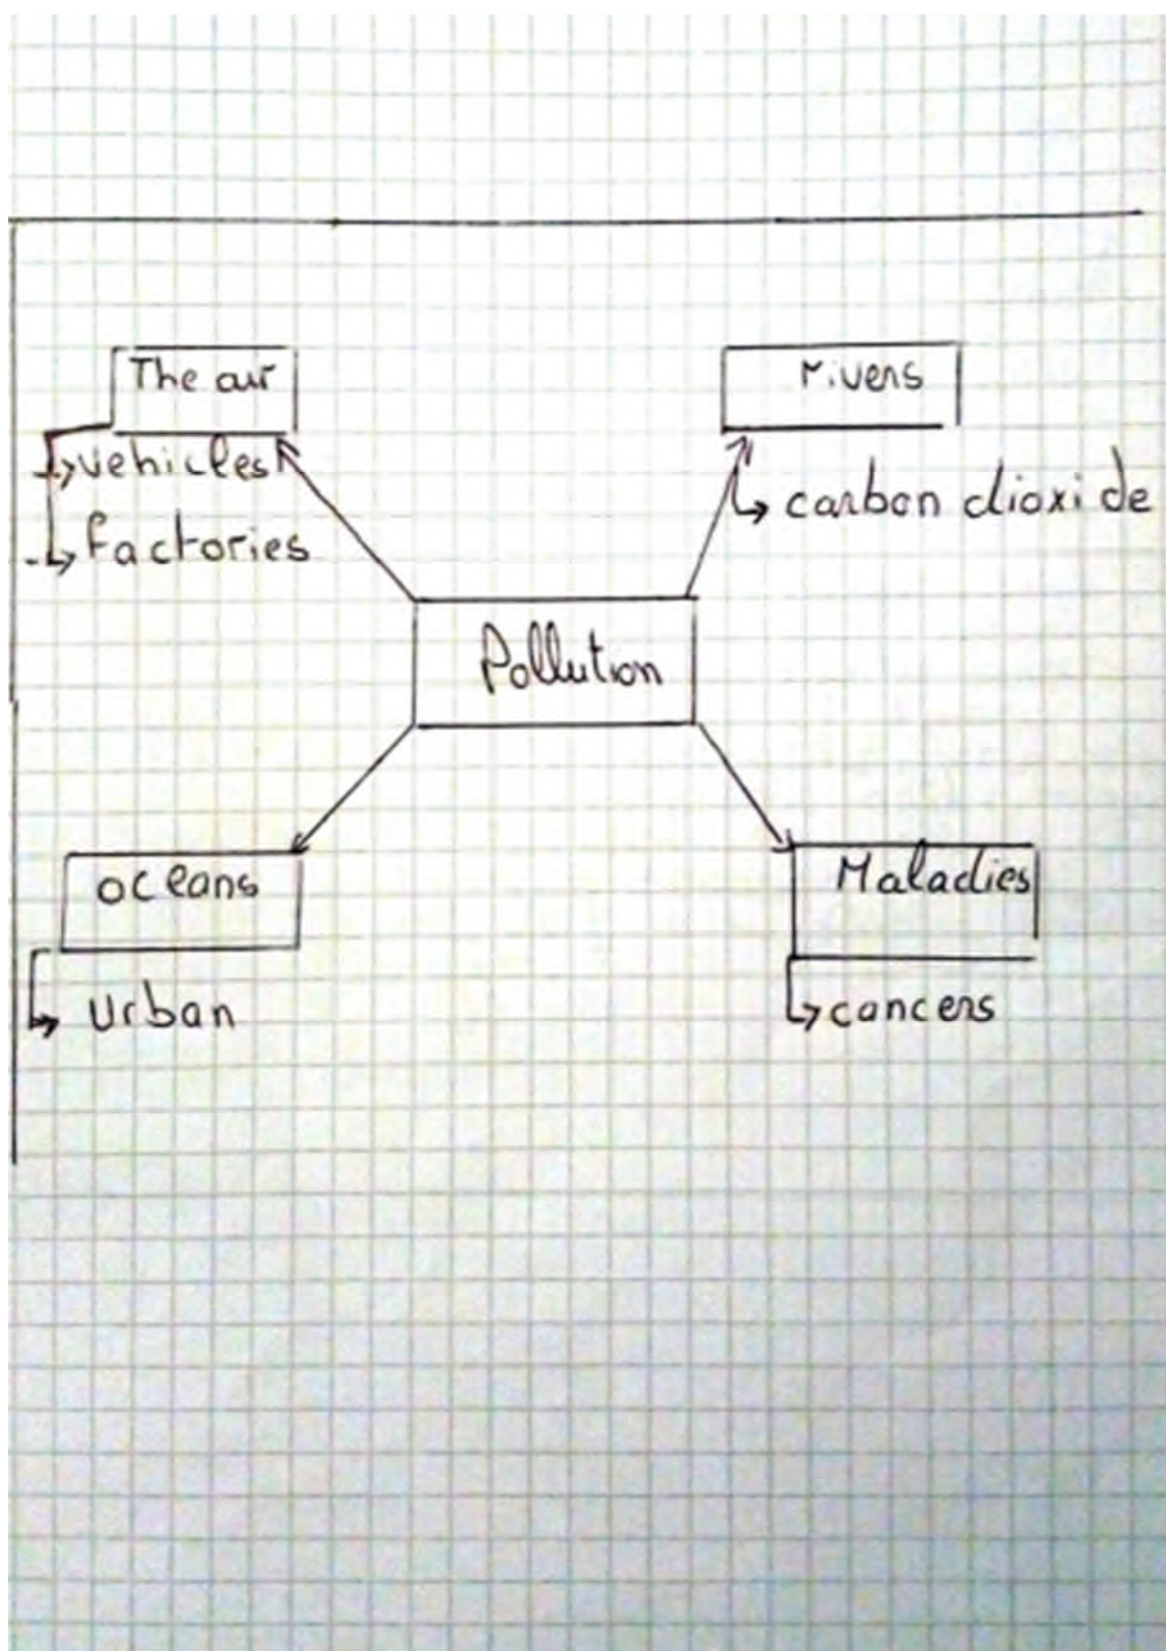 The air
rivers
vehicles
carbon dioxide
factories
Pollution
oceans
Maladies
urban
cancers